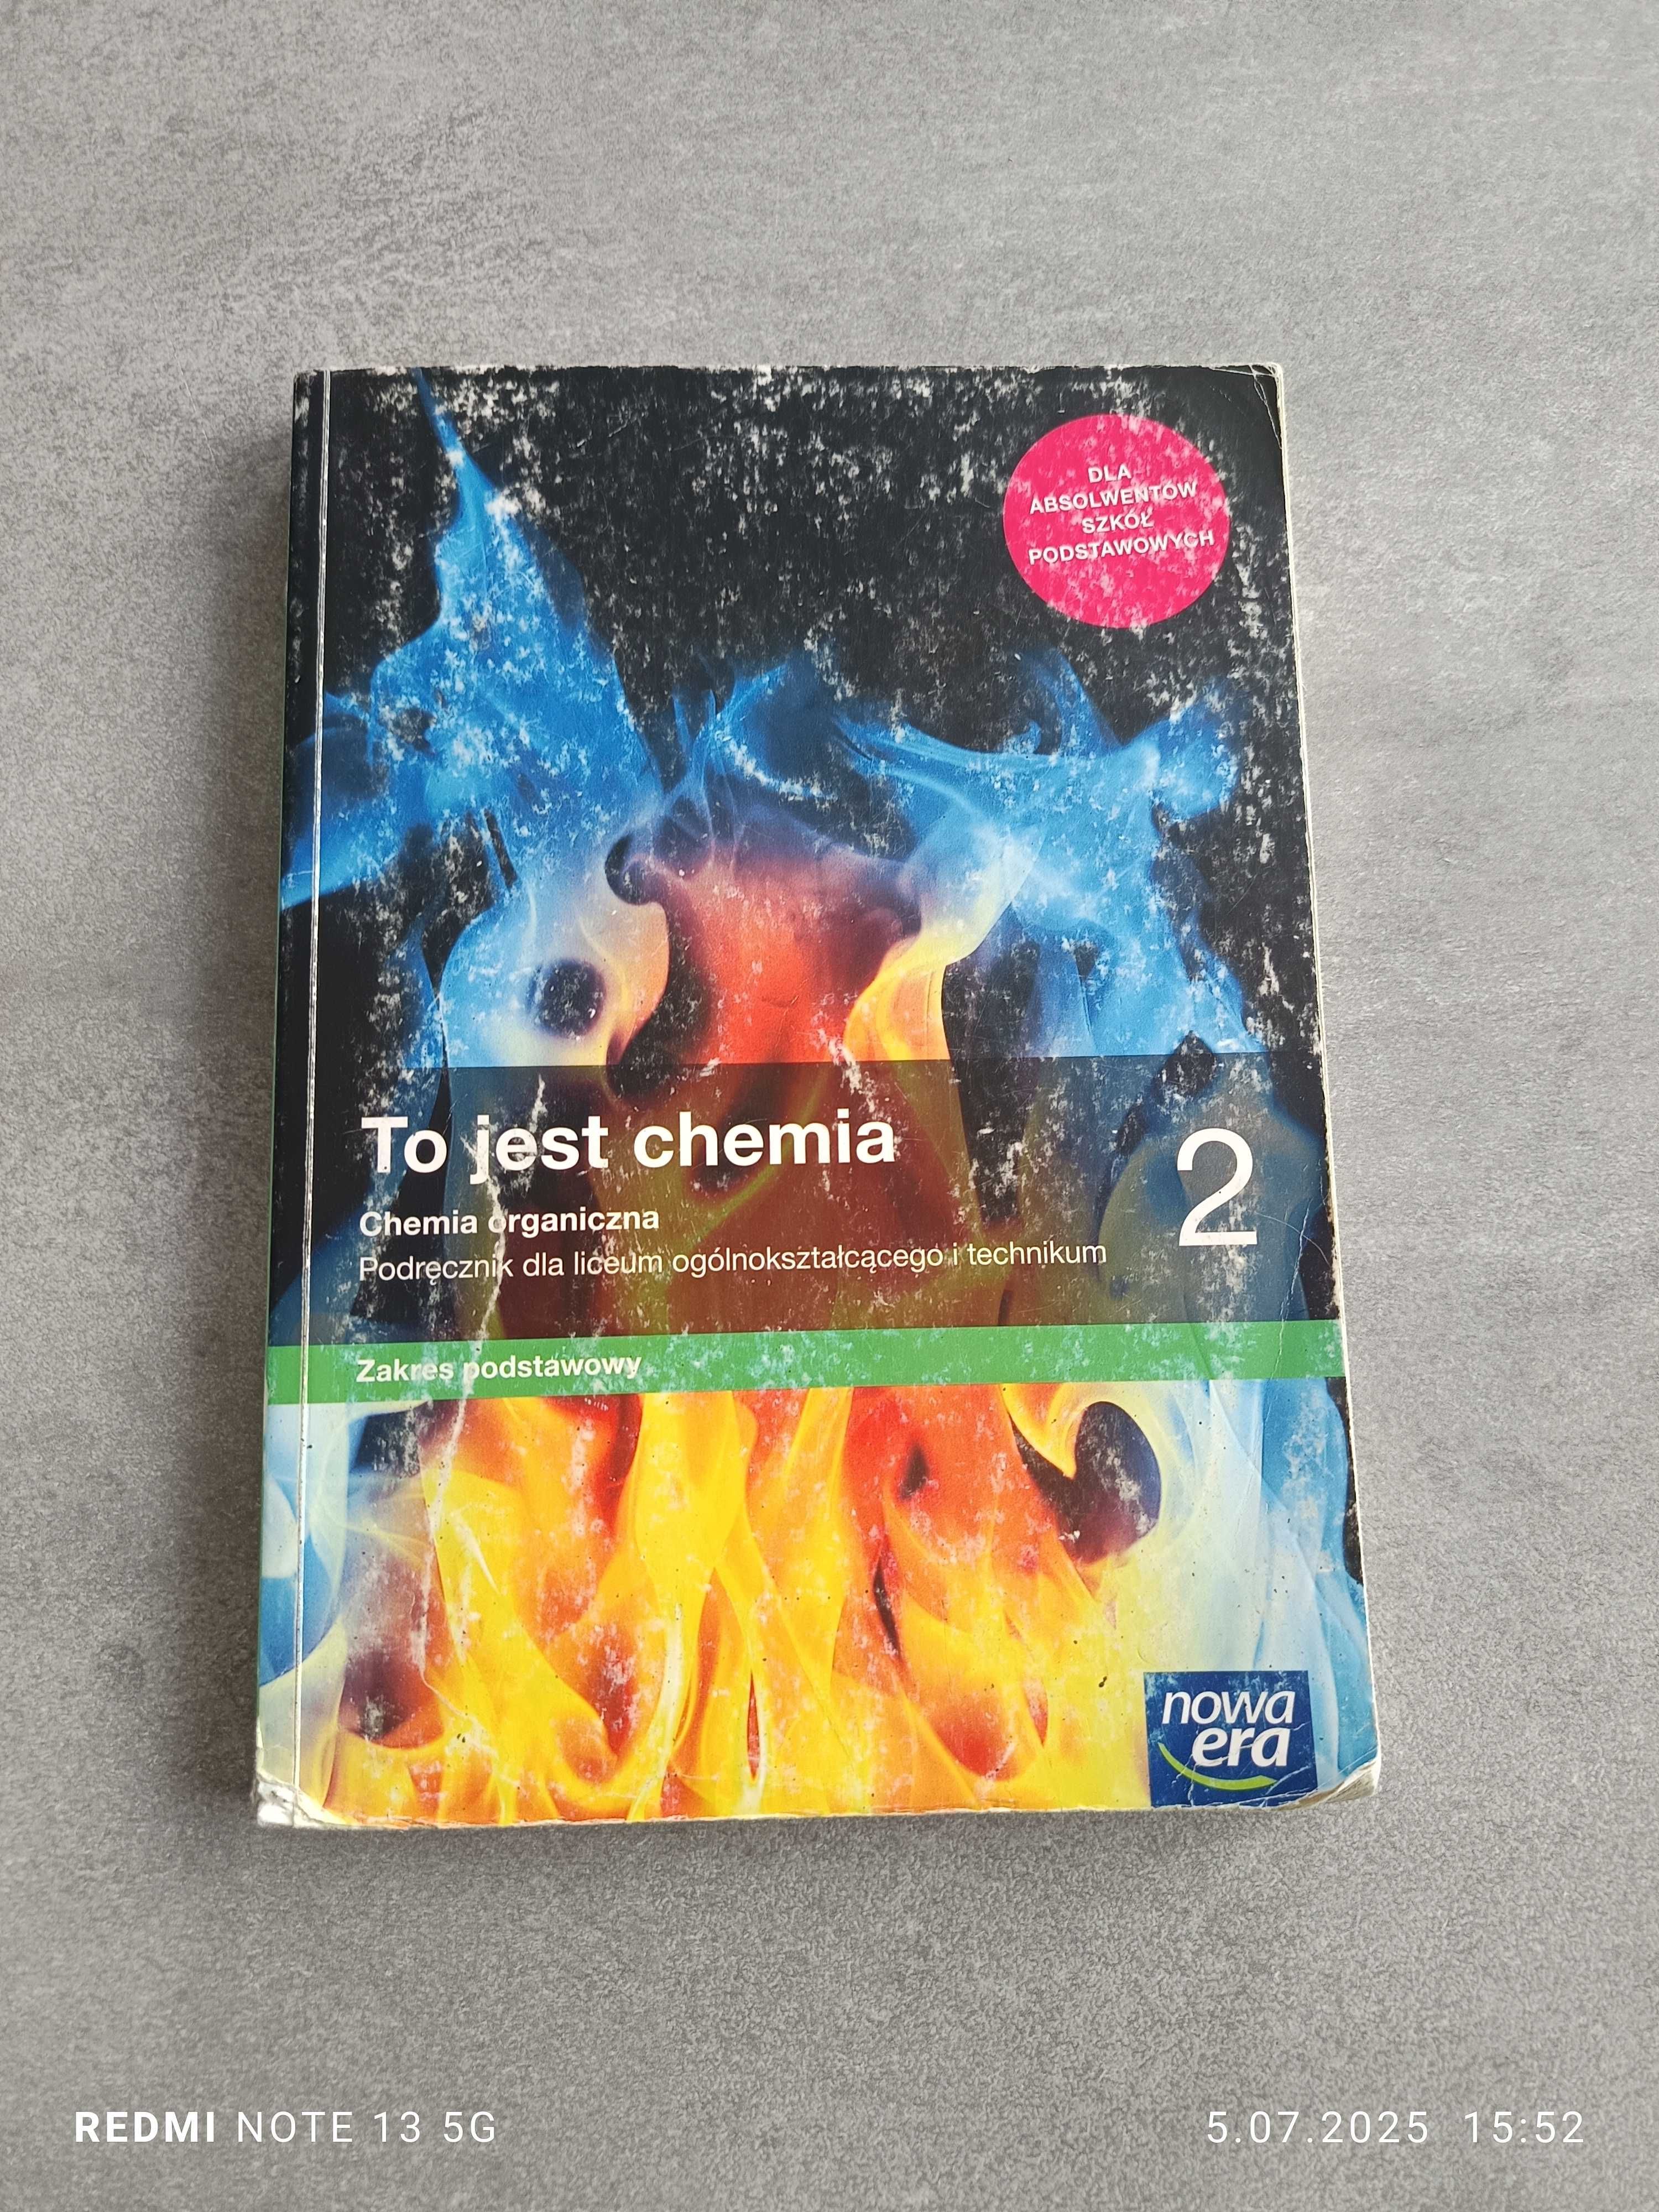 DLA
ABSOLWENTÓW
SZKÓŁ
PODSTAWOWYCH
To jest chemia
2
Chemia organiczna
Podręcznik dla liceum ogólnokształcącego i technikum
Zakres podstawowy
nowa
era
REDMI NOTE 13 5G
5.07.2025 15:52